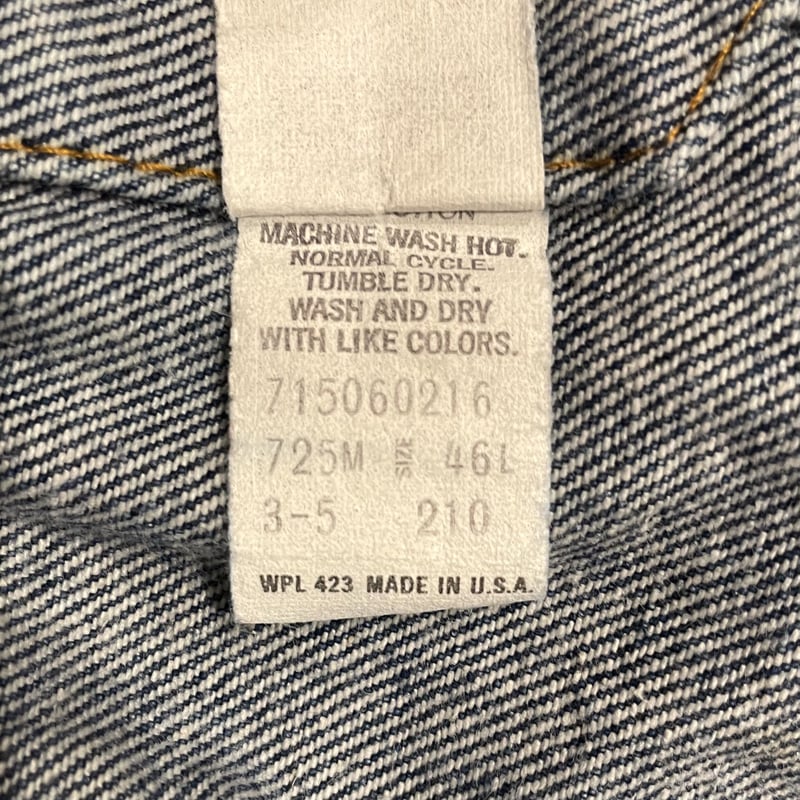 MACHINE WASH HOT.
NORMAL CYCLE.
TUMBLE DRY.
WASH AND DRY
WITH LIKE COLORS.
715060216
725M SIZE 46L
3-5 210
WPL 423 MADE IN U.S.A.